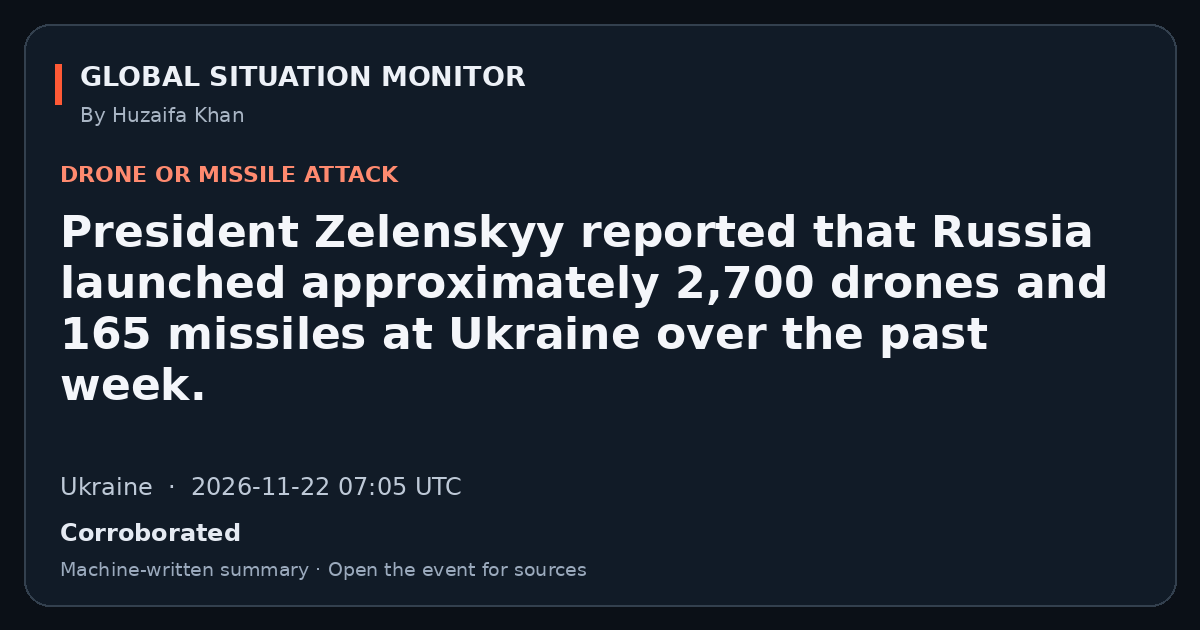 GLOBAL SITUATION MONITOR
By Huzaifa Khan
DRONE OR MISSILE ATTACK
President Zelenskyy reported that Russia
launched approximately 2,700 drones and
165 missiles at Ukraine over the past
week.
Ukraine · 2026-11-22 07:05 UTC
Corroborated
Machine-written summary · Open the event for sources